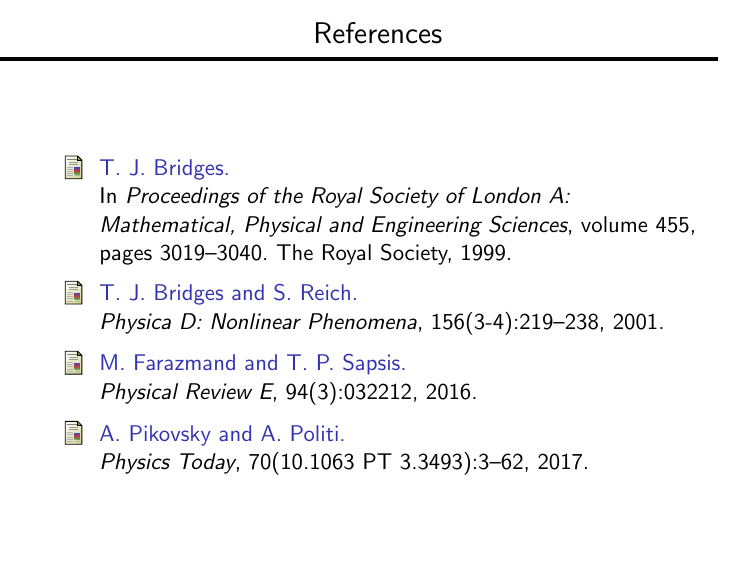 References
T. J. Bridges.
In Proceedings of the Royal Society of London A:
Mathematical, Physical and Engineering Sciences, volume 455,
pages 3019–3040. The Royal Society, 1999.
T. J. Bridges and S. Reich.
Physica D: Nonlinear Phenomena, 156(3-4):219–238, 2001.
M. Farazmand and T. P. Sapsis.
Physical Review E, 94(3):032212, 2016.
A. Pikovsky and A. Politi.
Physics Today, 70(10.1063 PT 3.3493):3–62, 2017.